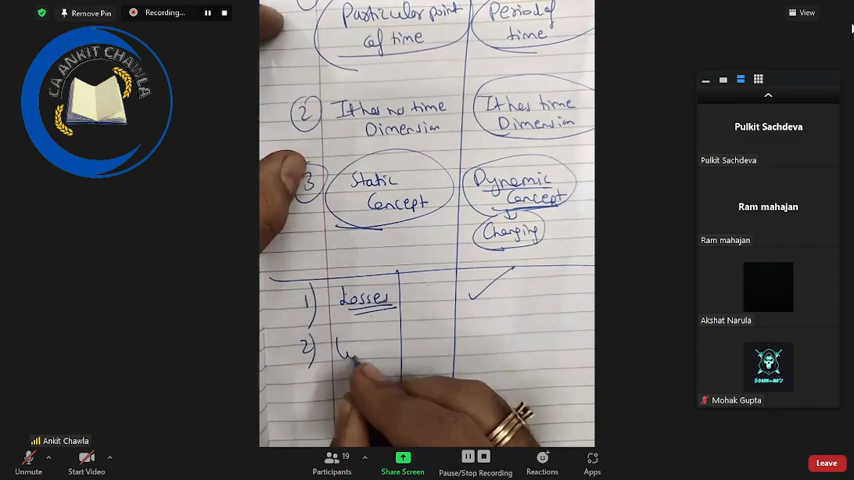 Remove Pin
Recording...
View
CA ANKIT CHAWLA
Particular point
of time
Period of
time
2
It has no time
Dimension
It has time
Dimension
3
Static
Concept
Dynamic
Concept
Changing
1) Losses
2)
Pulkit Sachdeva
Pulkit Sachdeva
Ram mahajan
Ram mahajan
Akshat Narula
Mohak Gupta
Ankit Chawla
Unmute
Start Video
Participants
19
Share Screen
Pause/Stop Recording
Reactions
Apps
Leave